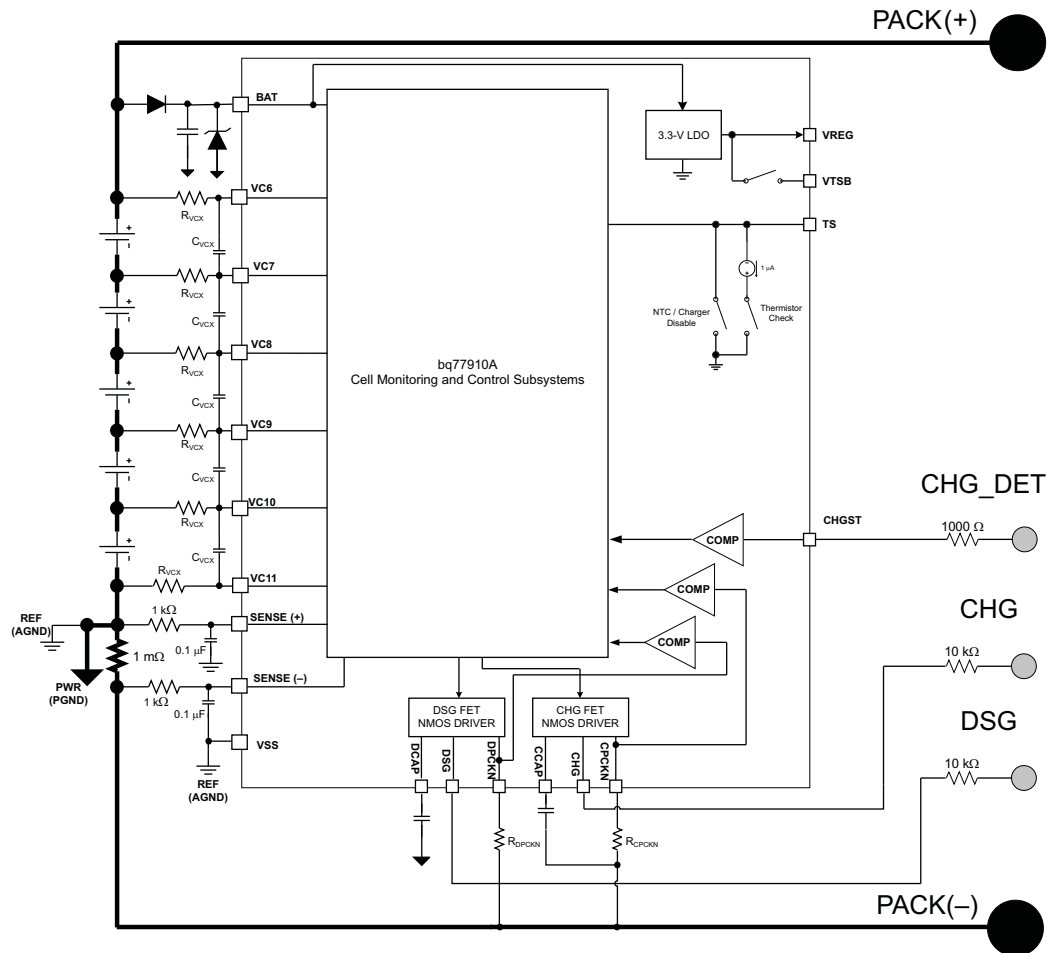 PACK(+)
BAT
3.3-V LDO
VREG
VTSB
VC6
RVCX
TS
CVCX
1 μA
VC7
RVCX
NTC / Charger
Disable
Thermistor
Check
CVCX
VC8
bq77910A
Cell Monitoring and Control Subsystems
RVCX
CVCX
VC9
RVCX
CVCX
VC10
RVCX
CHG_DET
CHGST
1000 Ω
COMP
CVCX
RVCX
VC11
COMP
CHG
REF
(AGND)
1 kΩ
SENSE (+)
COMP
0.1 μF
1 mΩ
10 kΩ
PWR
(PGND)
SENSE (–)
1 kΩ
0.1 μF
DSG FET
NMOS DRIVER
CHG FET
NMOS DRIVER
DSG
VSS
DCAP
DSG
DPCKN
CCAP
CHG
CPCKN
10 kΩ
REF
(AGND)
RDPCKN
RCPCKN
PACK(–)
+
+
+
+
+